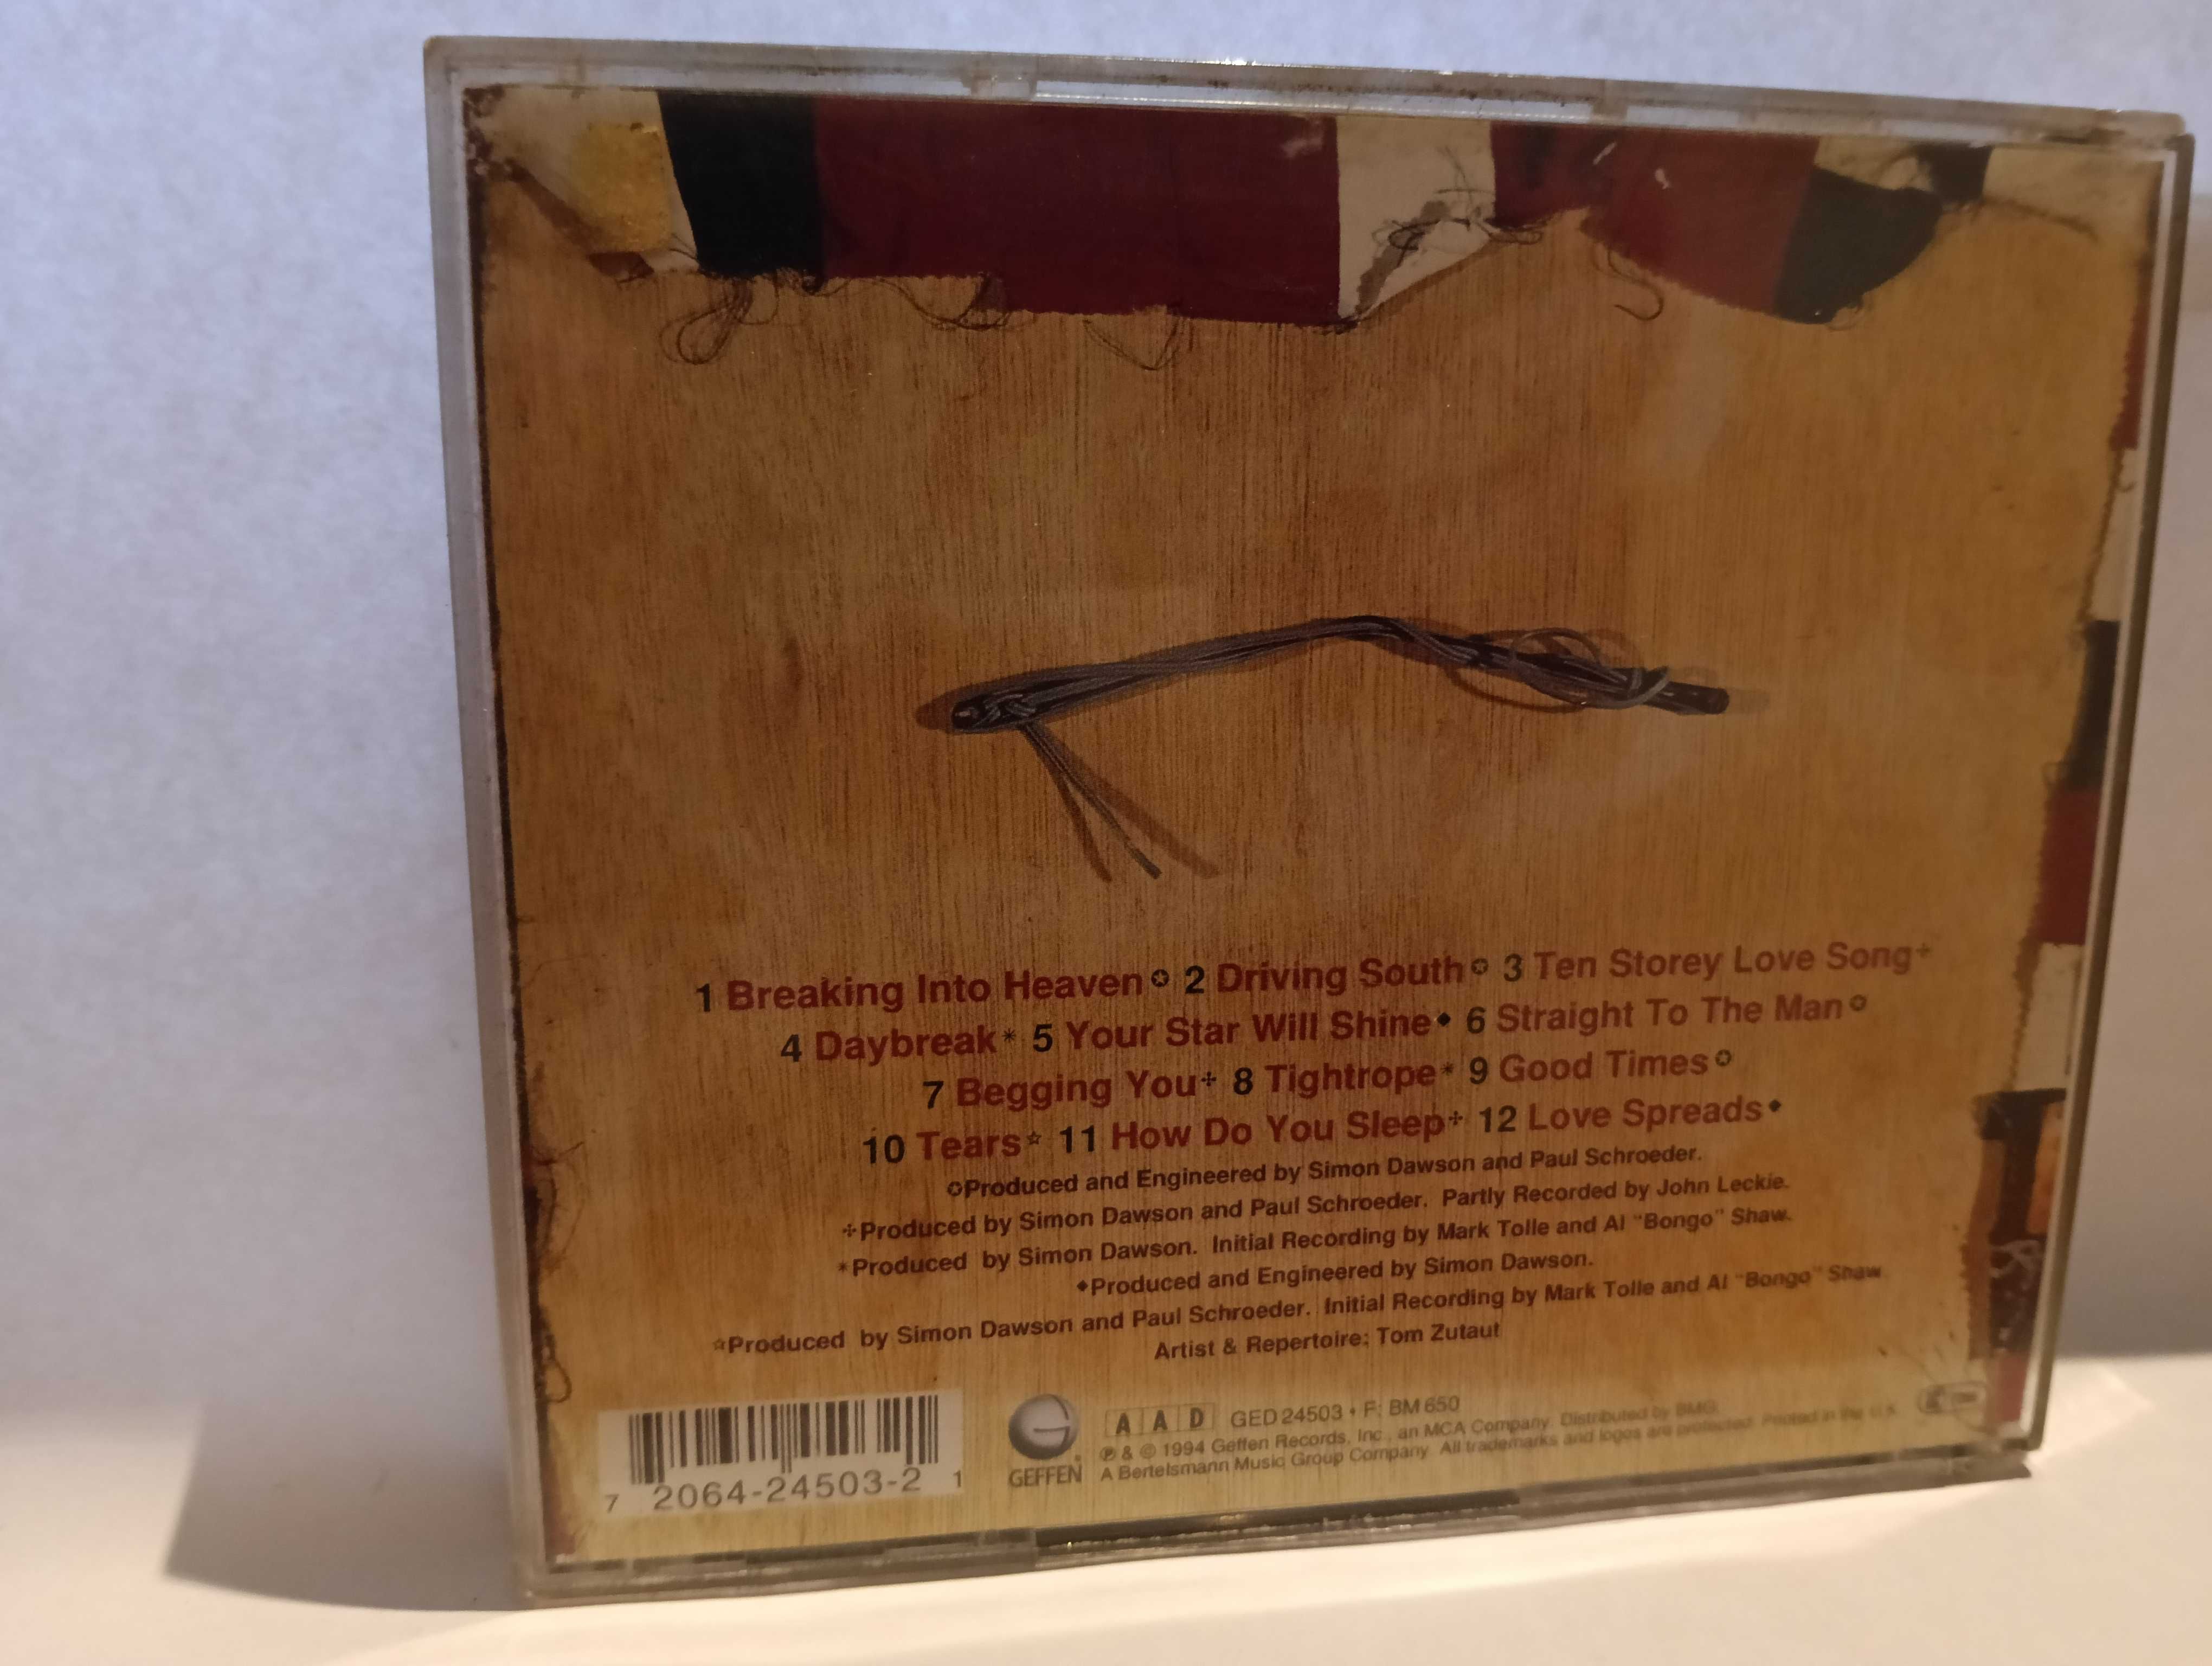 1 Breaking Into Heaven✪ 2 Driving South✪ 3 Ten Storey Love Song✢
4 Daybreak* 5 Your Star Will Shine◆ 6 Straight To The Man✪
7 Begging You✢ 8 Tightrope* 9 Good Times✪
10 Tears☆ 11 How Do You Sleep✢ 12 Love Spreads◆
✪Produced and Engineered by Simon Dawson and Paul Schroeder.
✢Produced by Simon Dawson and Paul Schroeder. Partly Recorded by John Leckie.
*Produced by Simon Dawson. Initial Recording by Mark Tolle and Al "Bongo" Shaw.
◆Produced and Engineered by Simon Dawson.
☆Produced by Simon Dawson and Paul Schroeder. Initial Recording by Mark Tolle and Al "Bongo" Shaw
Artist & Repertoire: Tom Zutaut
7 2064-24503-2 1
GEFFEN
A A D GED 24503 • F: BM 650
℗ & © 1994 Geffen Records, Inc., an MCA Company. Distributed by BMG.
A Bertelsmann Music Group Company. All trademarks and logos are protected. Printed in the U.K.